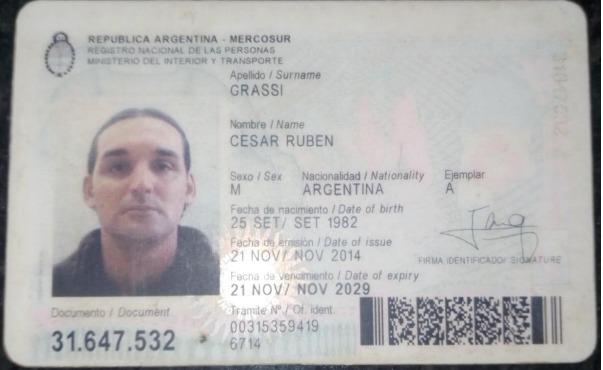 REPUBLICA ARGENTINA - MERCOSUR
REGISTRO NACIONAL DE LAS PERSONAS
MINISTERIO DEL INTERIOR Y TRANSPORTE
Apellido / Surname
GRASSI
Nombre / Name
CESAR RUBEN
Sexo / Sex Nacionalidad / Nationality Ejemplar
M ARGENTINA A
Fecha de nacimiento / Date of birth
25 SET/ SET 1982
Fecha de emisión / Date of issue
21 NOV/ NOV 2014
FIRMA IDENTIFICADO/ SIGNATURE
Fecha de vencimiento / Date of expiry
21 NOV/ NOV 2029
Documento / Document
31.647.532
Tramite Nº / Of. ident.
00315359419
6714